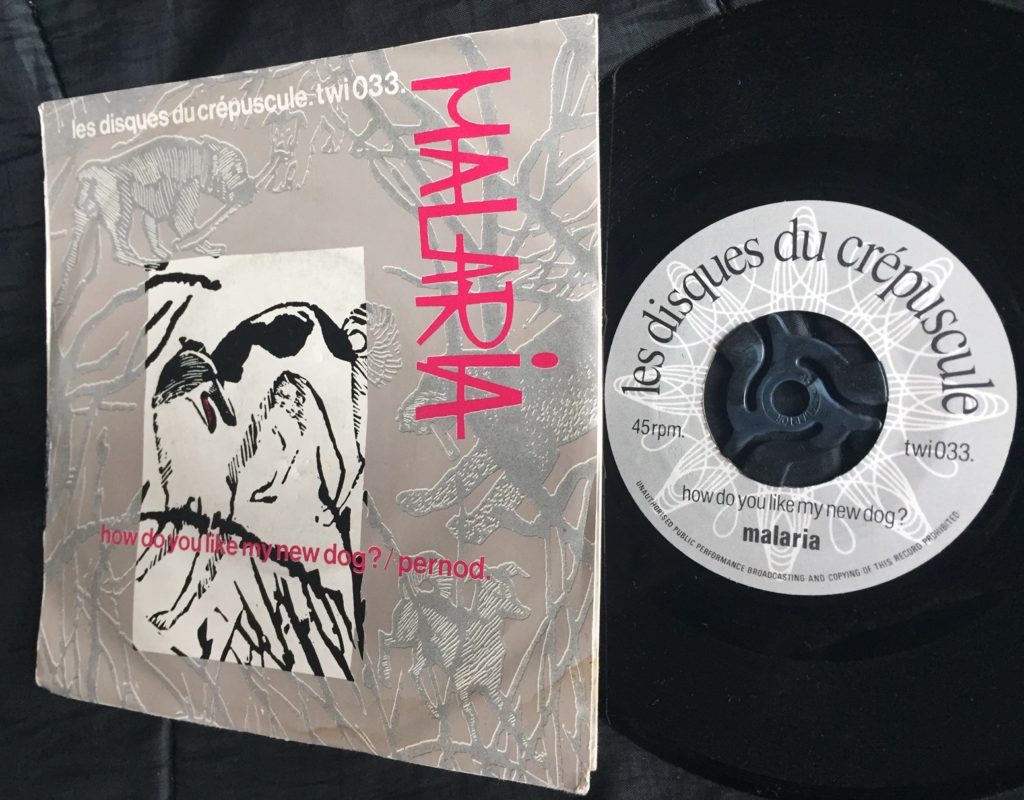 les disques du crépuscule. twi 033.
MALARiA
how do you like my new dog? / pernod.
les disques du crépuscule
45 rpm.
twi 033.
how do you like my new dog?
malaria
UNAUTHORISED PUBLIC PERFORMANCE BROADCASTING AND COPYING OF THIS RECORD PROHIBITED